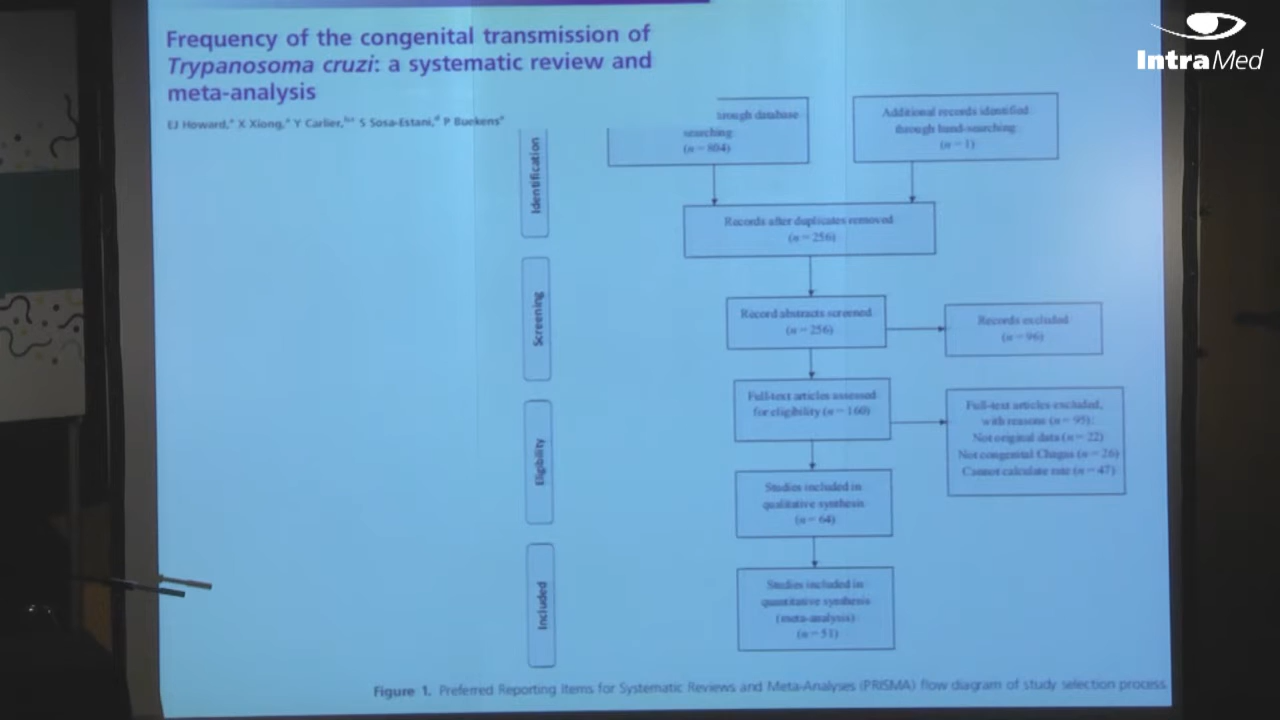 IntraMed
Frequency of the congenital transmission of
Trypanosoma cruzi: a systematic review and
meta-analysis
EJ Howard, X Xiong, Y Carlier, S Sosa-Estani, P Buekens
Identification
through database
searching
(n = 804)
Additional records identified
through hand-searching
(n = 1)
Records after duplicates removed
(n = 256)
Screening
Record abstracts screened
(n = 256)
Records excluded
(n = 96)
Eligibility
Full-text articles assessed
for eligibility (n = 160)
Full-text articles excluded,
with reasons (n = 95):
Not original data (n = 22)
Not congenital Chagas (n = 26)
Cannot calculate rate (n = 47)
Studies included in
qualitative synthesis
(n = 64)
Included
Studies included in
quantitative synthesis
(meta-analysis)
(n = 51)
Figure 1. Preferred Reporting Items for Systematic Reviews and Meta-Analyses (PRISMA) flow diagram of study selection process